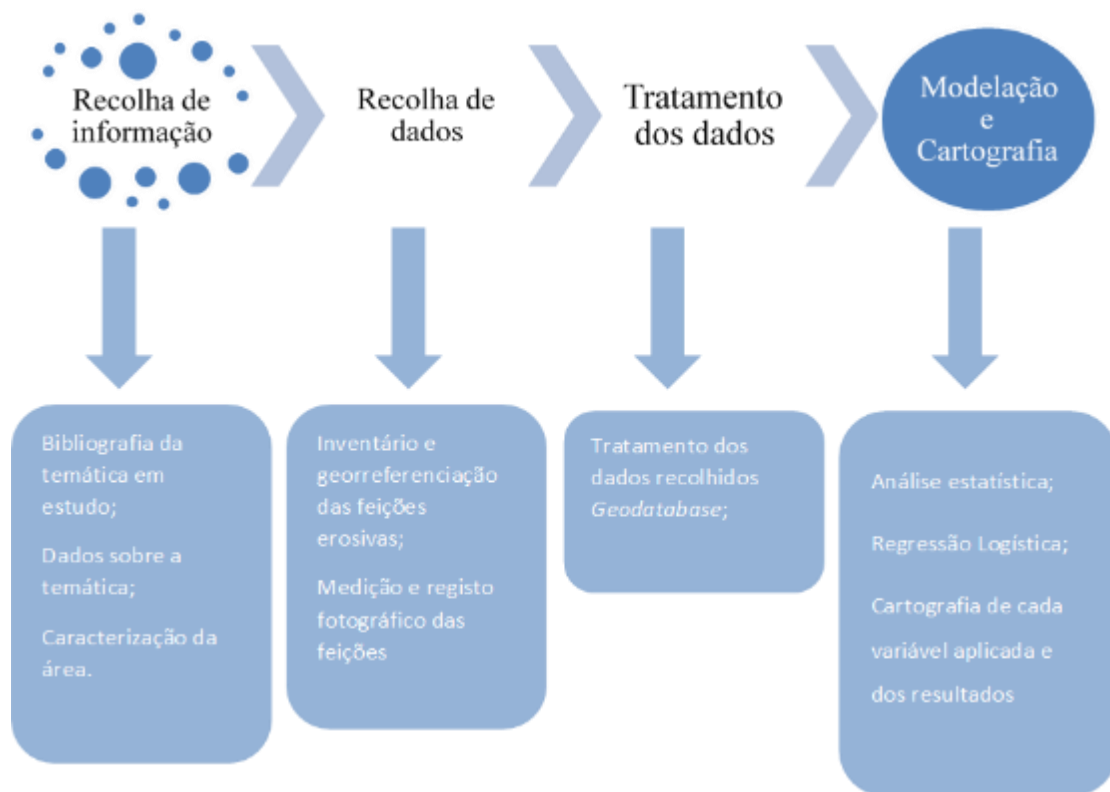 Recolha de
informação
Recolha de
dados
Tratamento
dos dados
Modelação
e
Cartografia
Bibliografia da
temática em
estudo;
Dados sobre a
temática;
Caracterização da
área.
Inventário e
georreferenciação
das feições
erosivas;
Medição e registo
fotográfico das
feições
Tratamento dos
dados recolhidos
Geodatabase;
Análise estatística;
Regressão Logística;
Cartografia de cada
variável aplicada e
dos resultados